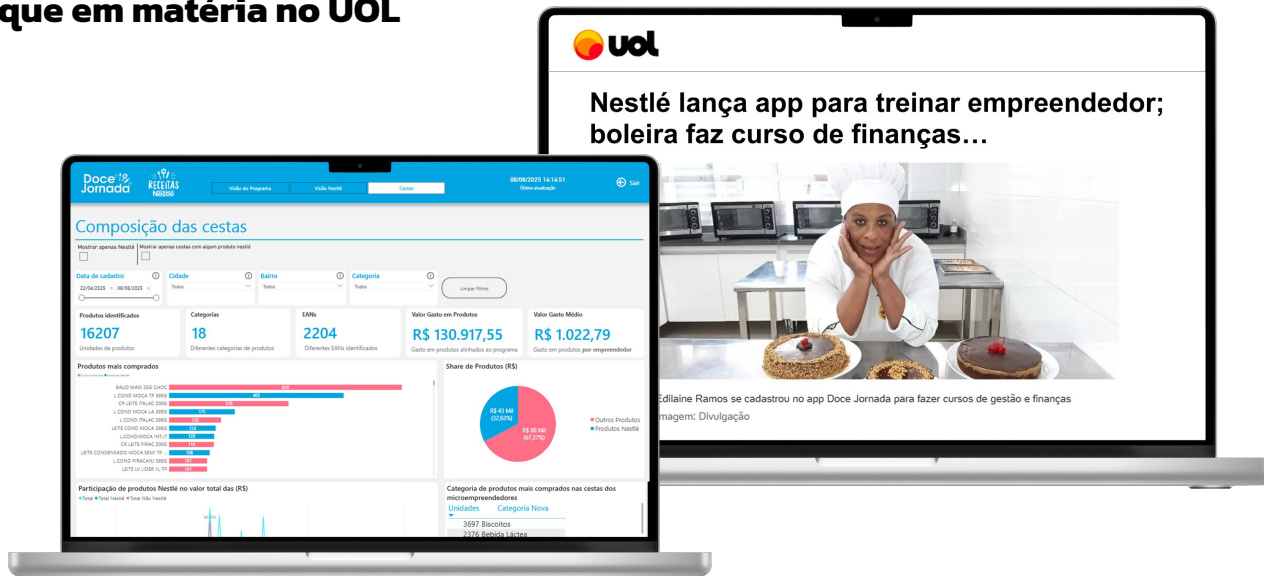 que em matéria no UOL
uol
Nestlé lança app para treinar empreendedor;
boleira faz curso de finanças…
Edilaine Ramos se cadastrou no app Doce Jornada para fazer cursos de gestão e finanças
magem: Divulgação
Doce
Jornada
RECEITAS
Nestlé
Visão do Programa
Visão Nestlé
Cestas
08/08/2025 14:14:51
Última atualização
Sair
Composição das cestas
Mostrar apenas Nestlé
Mostrar apenas cestas com algum produto nestlé
Data de cadastro
Cidade
Bairro
Categoria
22/04/2025
08/08/2025
Todos
Todos
Todos
Limpar filtros
Produtos identificados
16207
Unidades de produtos
Categorias
18
Diferentes categorias de produtos
EANs
2204
Diferentes EANs identificados
Valor Gasto em Produtos
R$ 130.917,55
Gasto em produtos alinhados ao programa
Valor Gasto Médio
R$ 1.022,79
Gasto em produtos por empreendedor
Produtos mais comprados
BAUD MAXI 25G CHOC
L COND MOCA TP 395G
CR LEITE ITALAC 200G
L COND MOCA LA 395G
L COND ITALAC 395G
LEITE COND MOCA 395G
L.COND.MOCA INT.LT
CR LEITE PIRAC 200G
LEITE CONDENSADO MOCA SEMI TP ...
L COND PIRACANJ 395G
LEITE LV LIDER 1L TP
Share de Produtos (R$)
R$ 43 Mil
(32,63%)
R$ 88 Mil
(67,37%)
Outros Produtos
Produtos Nestlé
Participação de produtos Nestlé no valor total das (R$)
Total Total Nestlé Total Não Nestlé
Categoria de produtos mais comprados nas cestas dos
microempreendedores
Unidades Categoria Nova
3697 Biscoitos
2376 Bebida Láctea